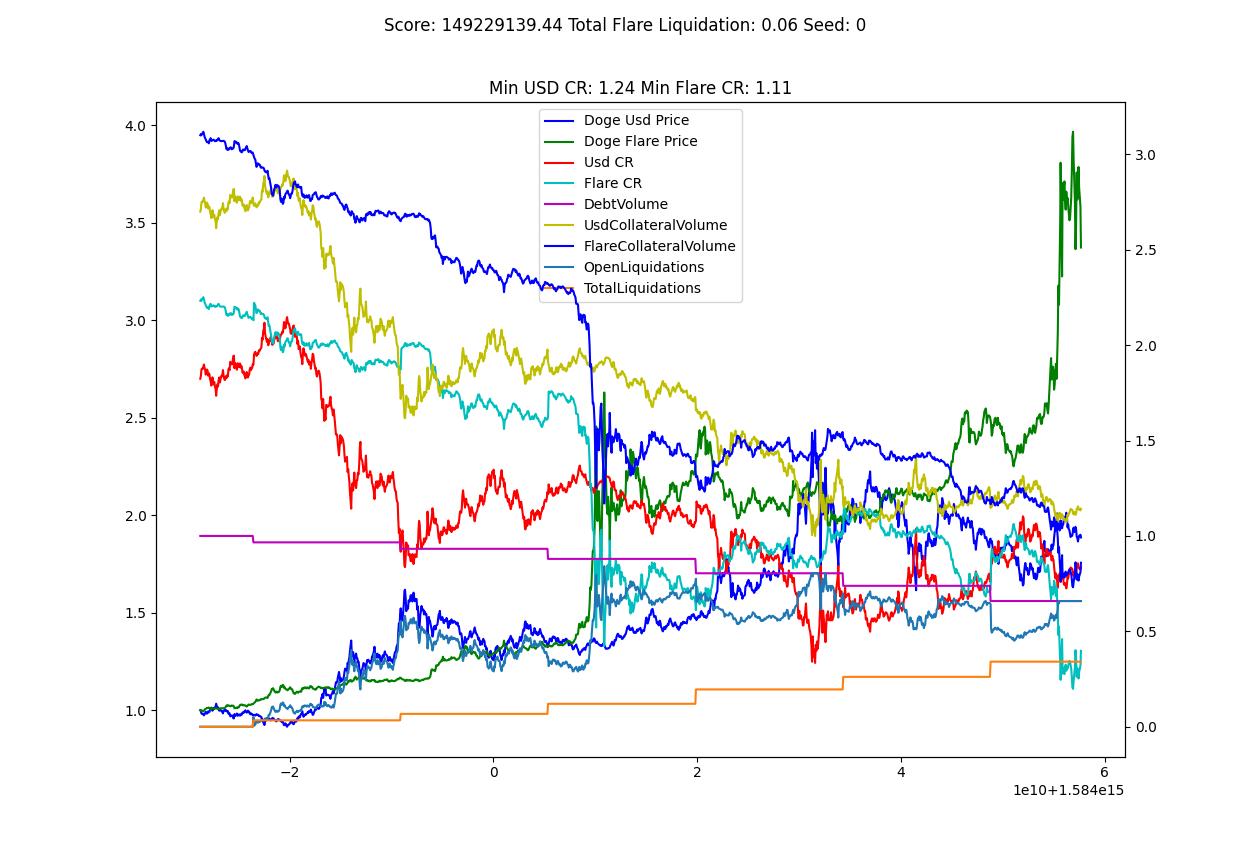 Score: 149229139.44 Total Flare Liquidation: 0.06 Seed: 0
Min USD CR: 1.24 Min Flare CR: 1.11
Doge Usd Price
Doge Flare Price
Usd CR
Flare CR
DebtVolume
UsdCollateralVolume
FlareCollateralVolume
OpenLiquidations
TotalLiquidations
4.0
3.5
3.0
2.5
2.0
1.5
1.0
3.0
2.5
2.0
1.5
1.0
0.5
0.0
−2
0
2
4
6
1e10+1.584e15